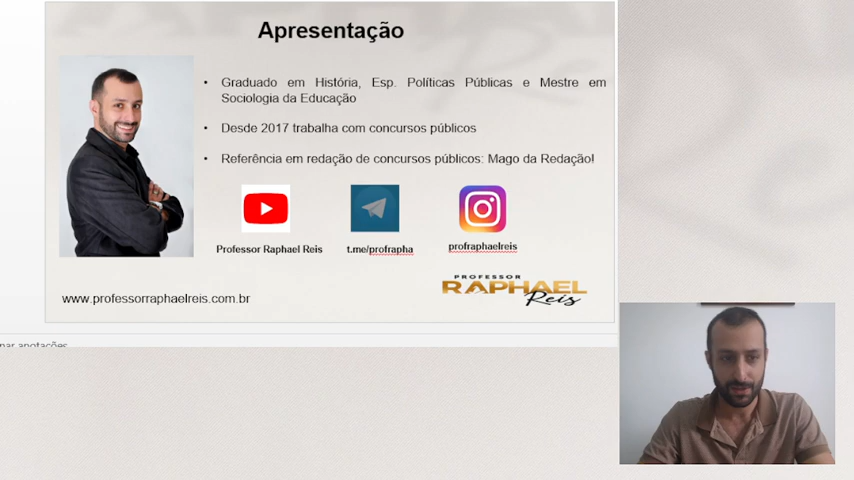 Apresentação
• Graduado em História, Esp. Políticas Públicas e Mestre em
Sociologia da Educação
• Desde 2017 trabalha com concursos públicos
• Referência em redação de concursos públicos: Mago da Redação!
Professor Raphael Reis
t.me/profrapha
profraphaelreis
PROFESSOR
RAPHAEL
Reis
www.professorraphaelreis.com.br
nar anotações